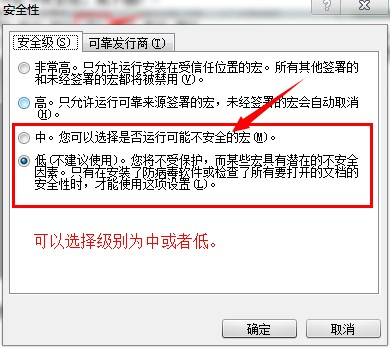 安全性
安全级(S) 可靠发行商(T)
非常高。只允许运行安装在受信任位置的宏。所有其他签署的
和未经签署的宏都将被禁用(V)。
高。只允许运行可靠来源签署的宏，未经签署的宏会自动取消
(H)。
中。您可以选择是否运行可能不安全的宏(M)。
低(不建议使用)。您将不受保护，而某些宏具有潜在的不安全
因素。只有在安装了防病毒软件或检查了所有要打开的文档的
安全性时，才能使用这项设置(L)。
可以选择级别为中或者低。
确定 取消